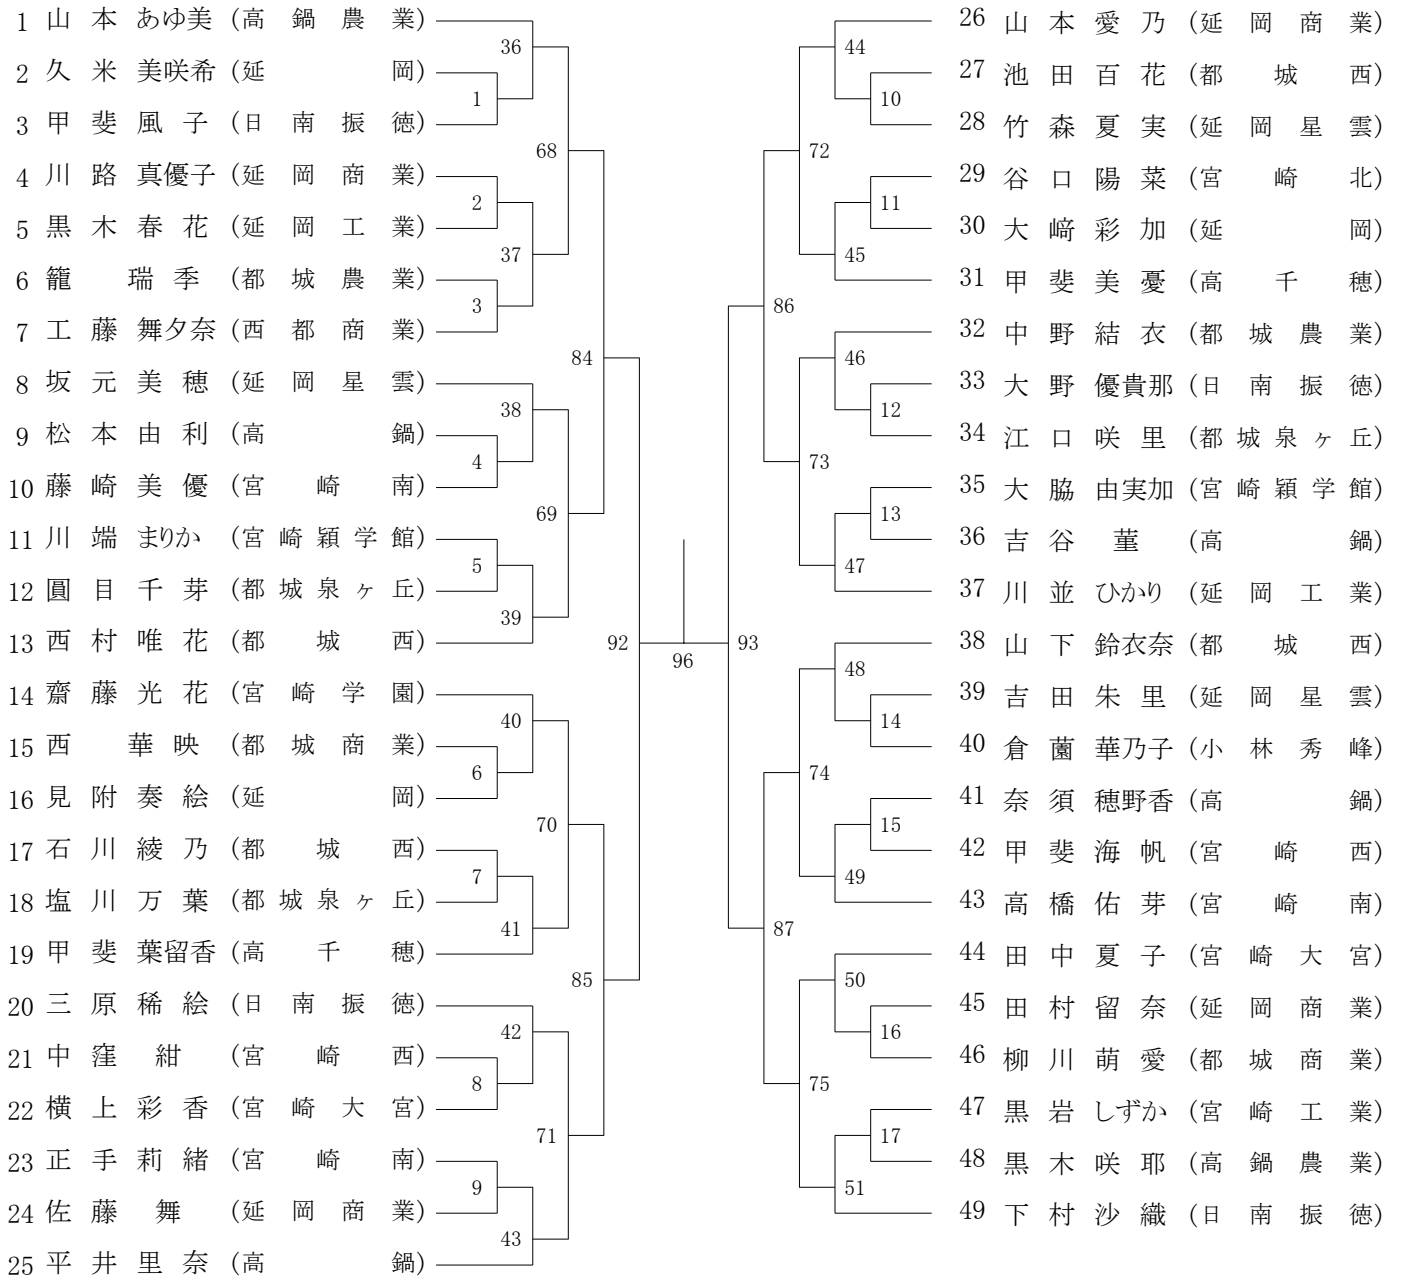 1 山本 あゆ美 (高鍋農業)
36
2 久米 美咲希 (延岡)
1
3 甲斐風子 (日南振徳)
68
4 川路 真優子 (延岡商業)
2
5 黒木春花 (延岡工業)
37
6 籠 瑞季 (都城農業)
3
7 工藤 舞夕奈 (西都商業)
84
8 坂元美穂 (延岡星雲)
38
9 松本由利 (高鍋)
4
10 藤崎美優 (宮崎南)
69
11 川端 まりか (宮崎穎学館)
5
12 圓目千芽 (都城泉ヶ丘)
39
13 西村唯花 (都城西)
92
14 齋藤光花 (宮崎学園)
40
15 西 華映 (都城商業)
6
16 見附奏絵 (延岡)
70
17 石川綾乃 (都城西)
7
18 塩川万葉 (都城泉ヶ丘)
41
19 甲斐 葉留香 (高千穂)
85
20 三原稀絵 (日南振徳)
42
21 中窪 紺 (宮崎西)
8
22 横上彩香 (宮崎大宮)
71
23 正手莉緒 (宮崎南)
9
24 佐藤 舞 (延岡商業)
43
25 平井里奈 (高鍋)
96
26 山本愛乃 (延岡商業)
44
27 池田百花 (都城西)
10
28 竹森夏実 (延岡星雲)
72
29 谷口陽菜 (宮崎北)
11
30 大﨑彩加 (延岡)
45
31 甲斐美憂 (高千穂)
86
32 中野結衣 (都城農業)
46
33 大野 優貴那 (日南振徳)
12
34 江口咲里 (都城泉ヶ丘)
73
35 大脇 由実加 (宮崎穎学館)
13
36 吉谷 菫 (高鍋)
47
37 川並 ひかり (延岡工業)
93
38 山下 鈴衣奈 (都城西)
48
39 吉田朱里 (延岡星雲)
14
40 倉薗 華乃子 (小林秀峰)
74
41 奈須 穂野香 (高鍋)
15
42 甲斐海帆 (宮崎西)
49
43 高橋佑芽 (宮崎南)
87
44 田中夏子 (宮崎大宮)
50
45 田村留奈 (延岡商業)
16
46 柳川萌愛 (都城商業)
75
47 黒岩 しずか (宮崎工業)
17
48 黒木咲耶 (高鍋農業)
51
49 下村沙織 (日南振徳)